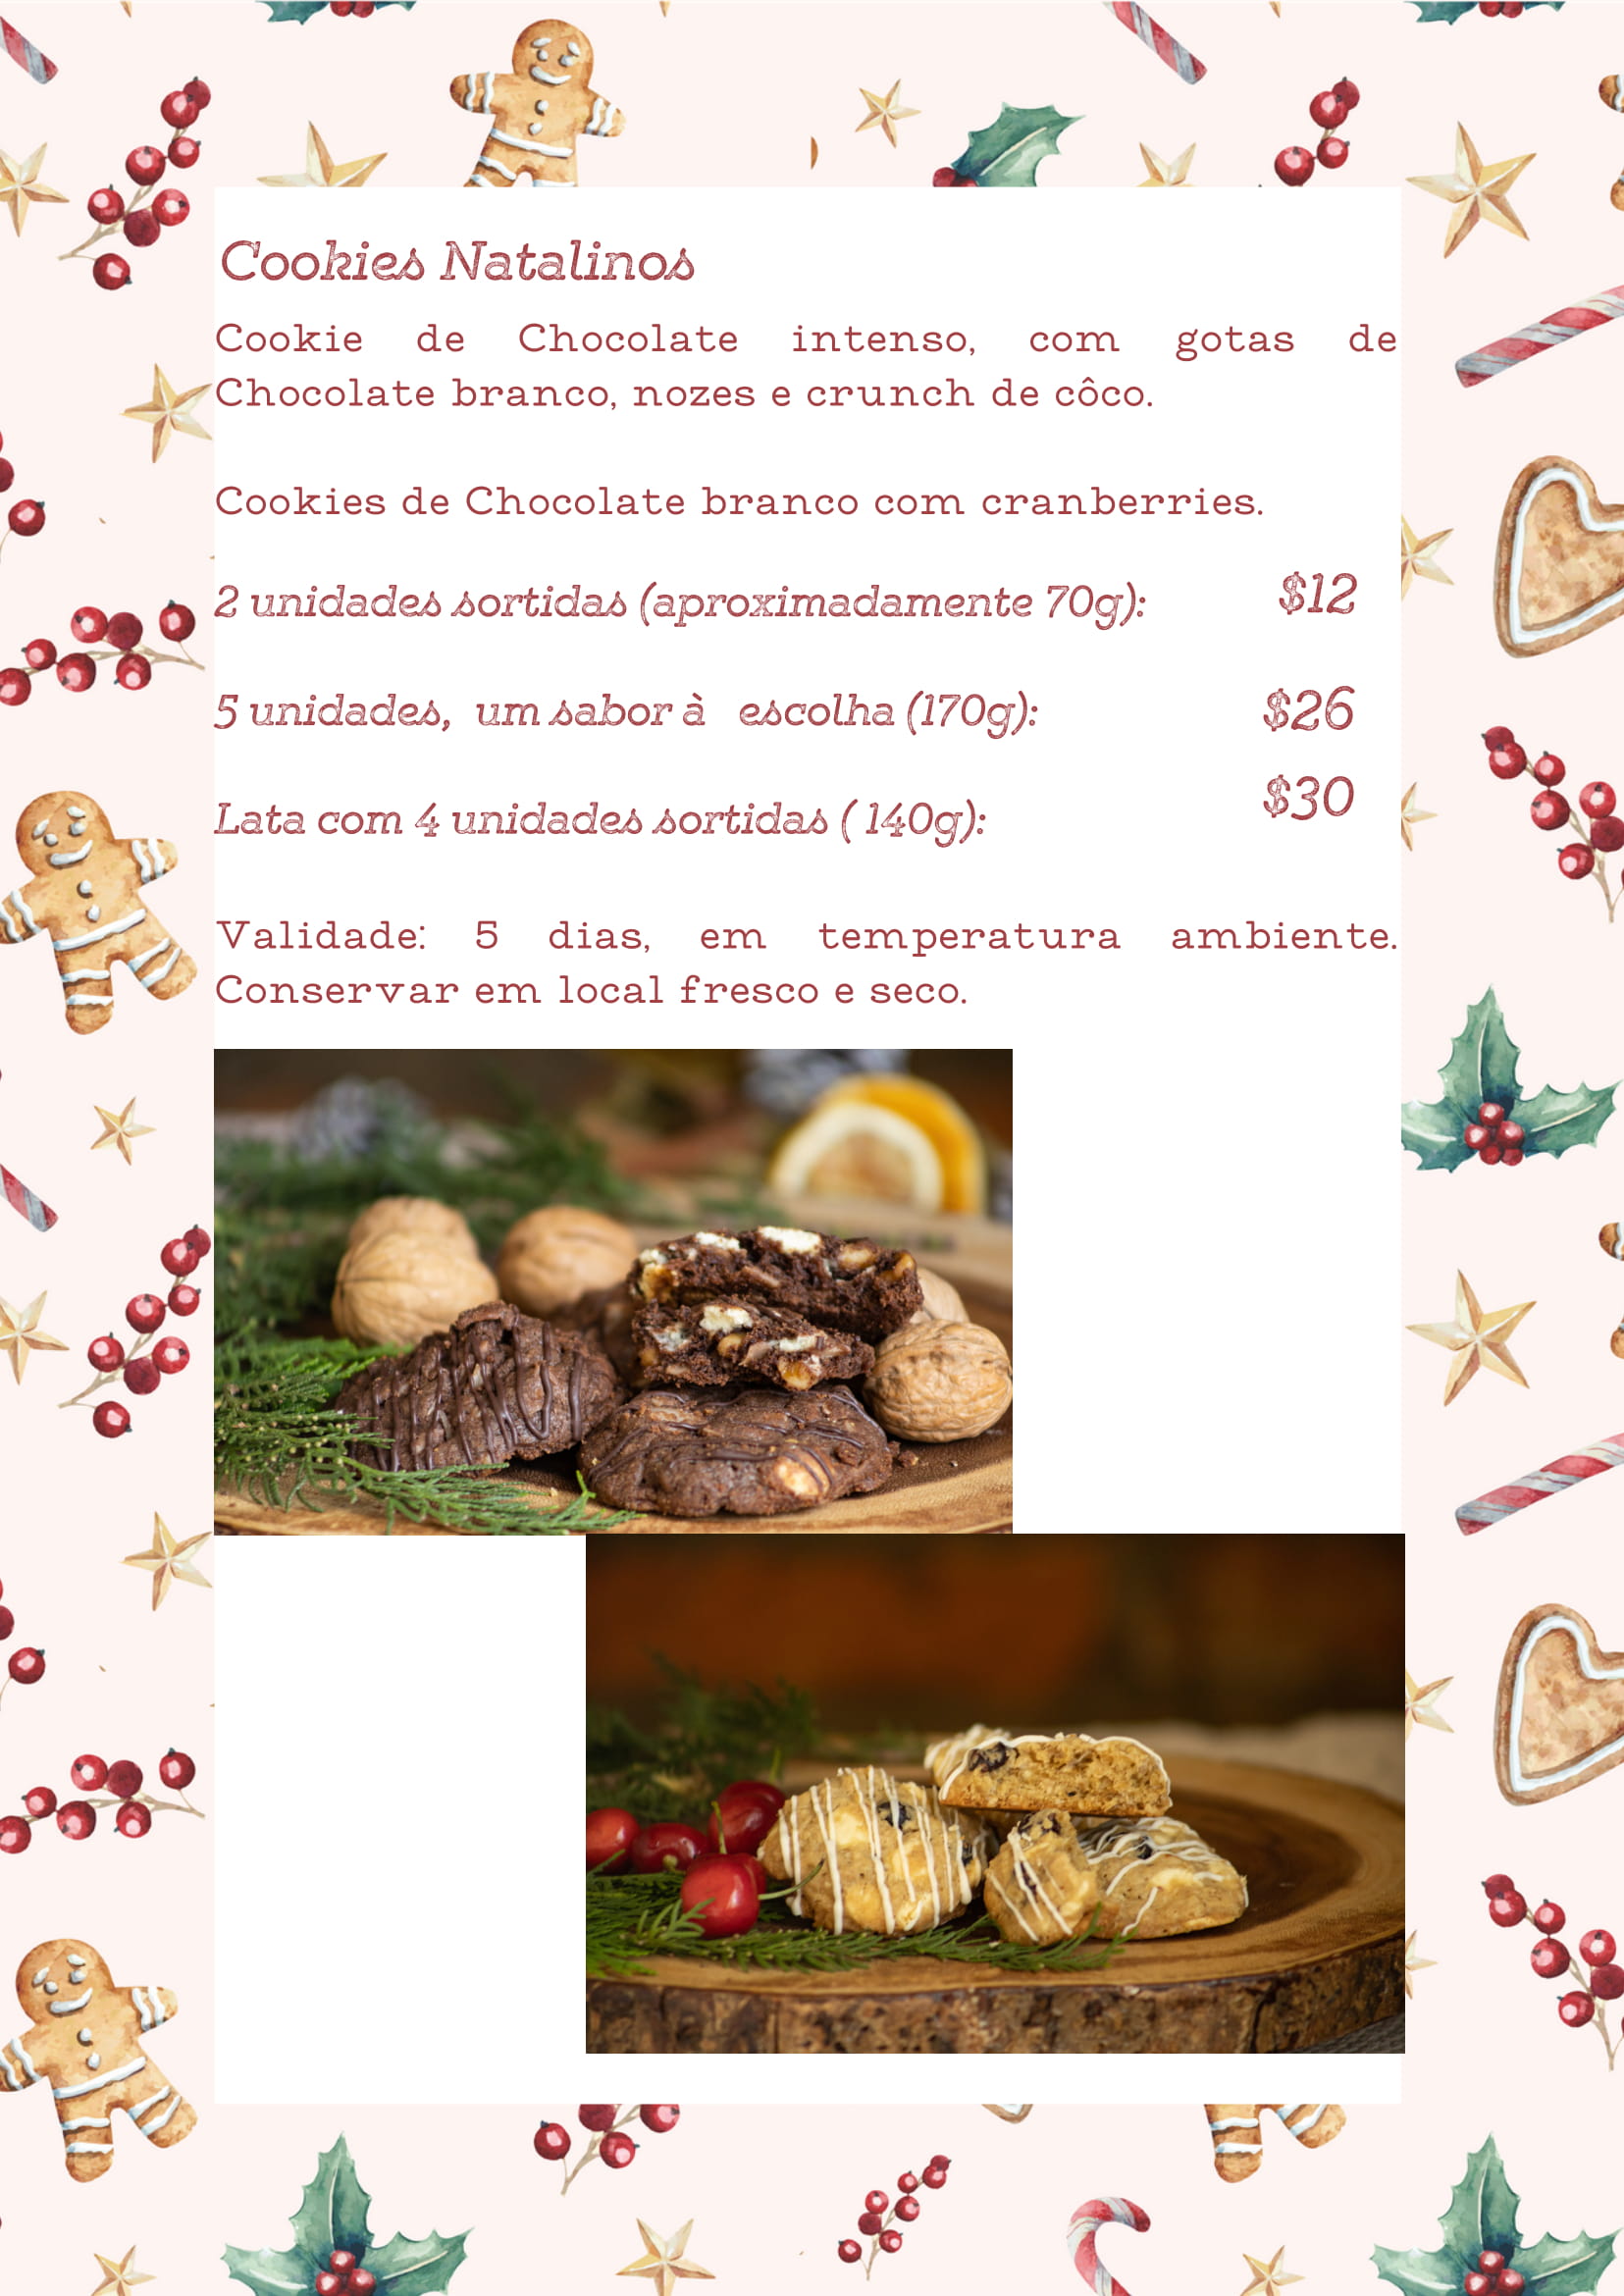 Cookies Natalinos
Cookie de Chocolate intenso, com gotas de
Chocolate branco, nozes e crunch de côco.
Cookies de Chocolate branco com cranberries.
2 unidades sortidas (aproximadamente 70g): $12
5 unidades, um sabor à escolha (170g): $26
Lata com 4 unidades sortidas ( 140g): $30
Validade: 5 dias, em temperatura ambiente.
Conservar em local fresco e seco.